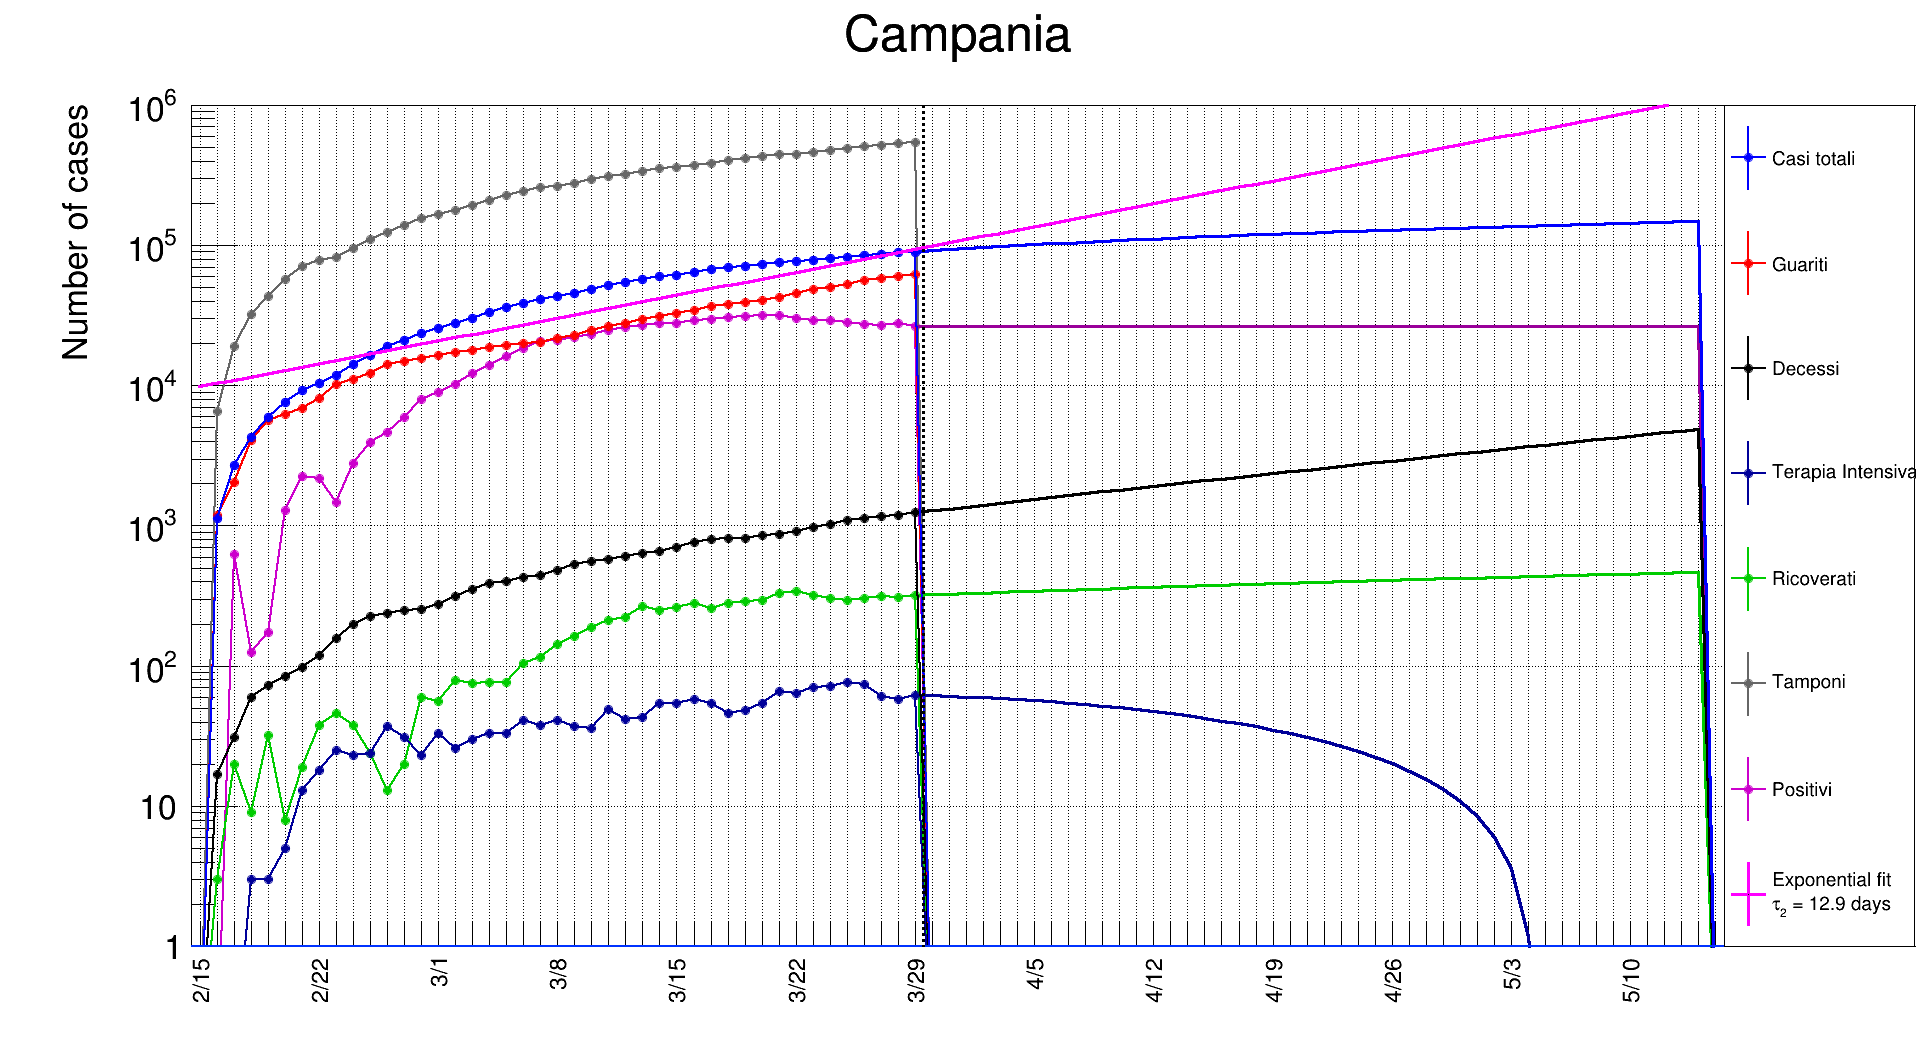 Campania
Number of cases
10^6
10^5
10^4
10^3
10^2
10
1
2/15
2/22
3/1
3/8
3/15
3/22
3/29
4/5
4/12
4/19
4/26
5/3
5/10
Casi totali
Guariti
Decessi
Terapia Intensiva
Ricoverati
Tamponi
Positivi
Exponential fit
τ₂ = 12.9 days